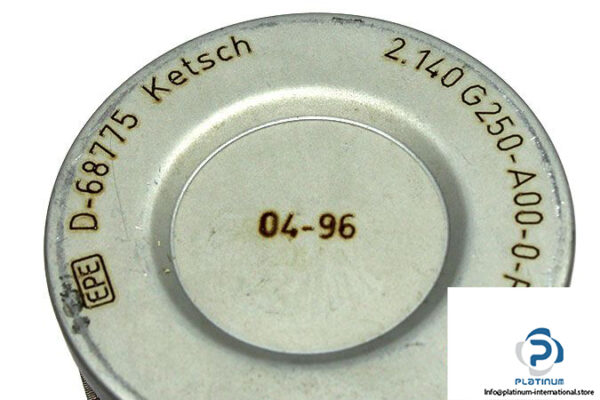 EPE D-68775 Ketsch
2.140 G250-A00-0-
04-96
P
PLATINUM
info@platinum-international.store